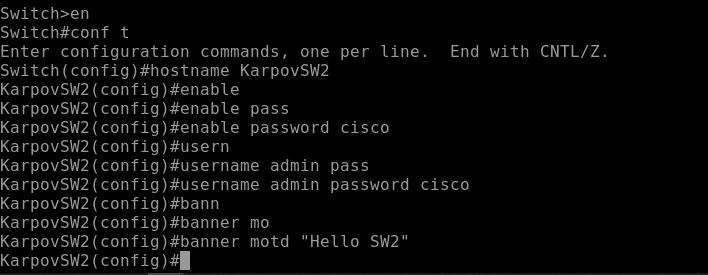 Switch>en
Switch#conf t
Enter configuration commands, one per line.  End with CNTL/Z.
Switch(config)#hostname KarpovSW2
KarpovSW2(config)#enable
KarpovSW2(config)#enable pass
KarpovSW2(config)#enable password cisco
KarpovSW2(config)#usern
KarpovSW2(config)#username admin pass
KarpovSW2(config)#username admin password cisco
KarpovSW2(config)#bann
KarpovSW2(config)#banner mo
KarpovSW2(config)#banner motd "Hello SW2"
KarpovSW2(config)#